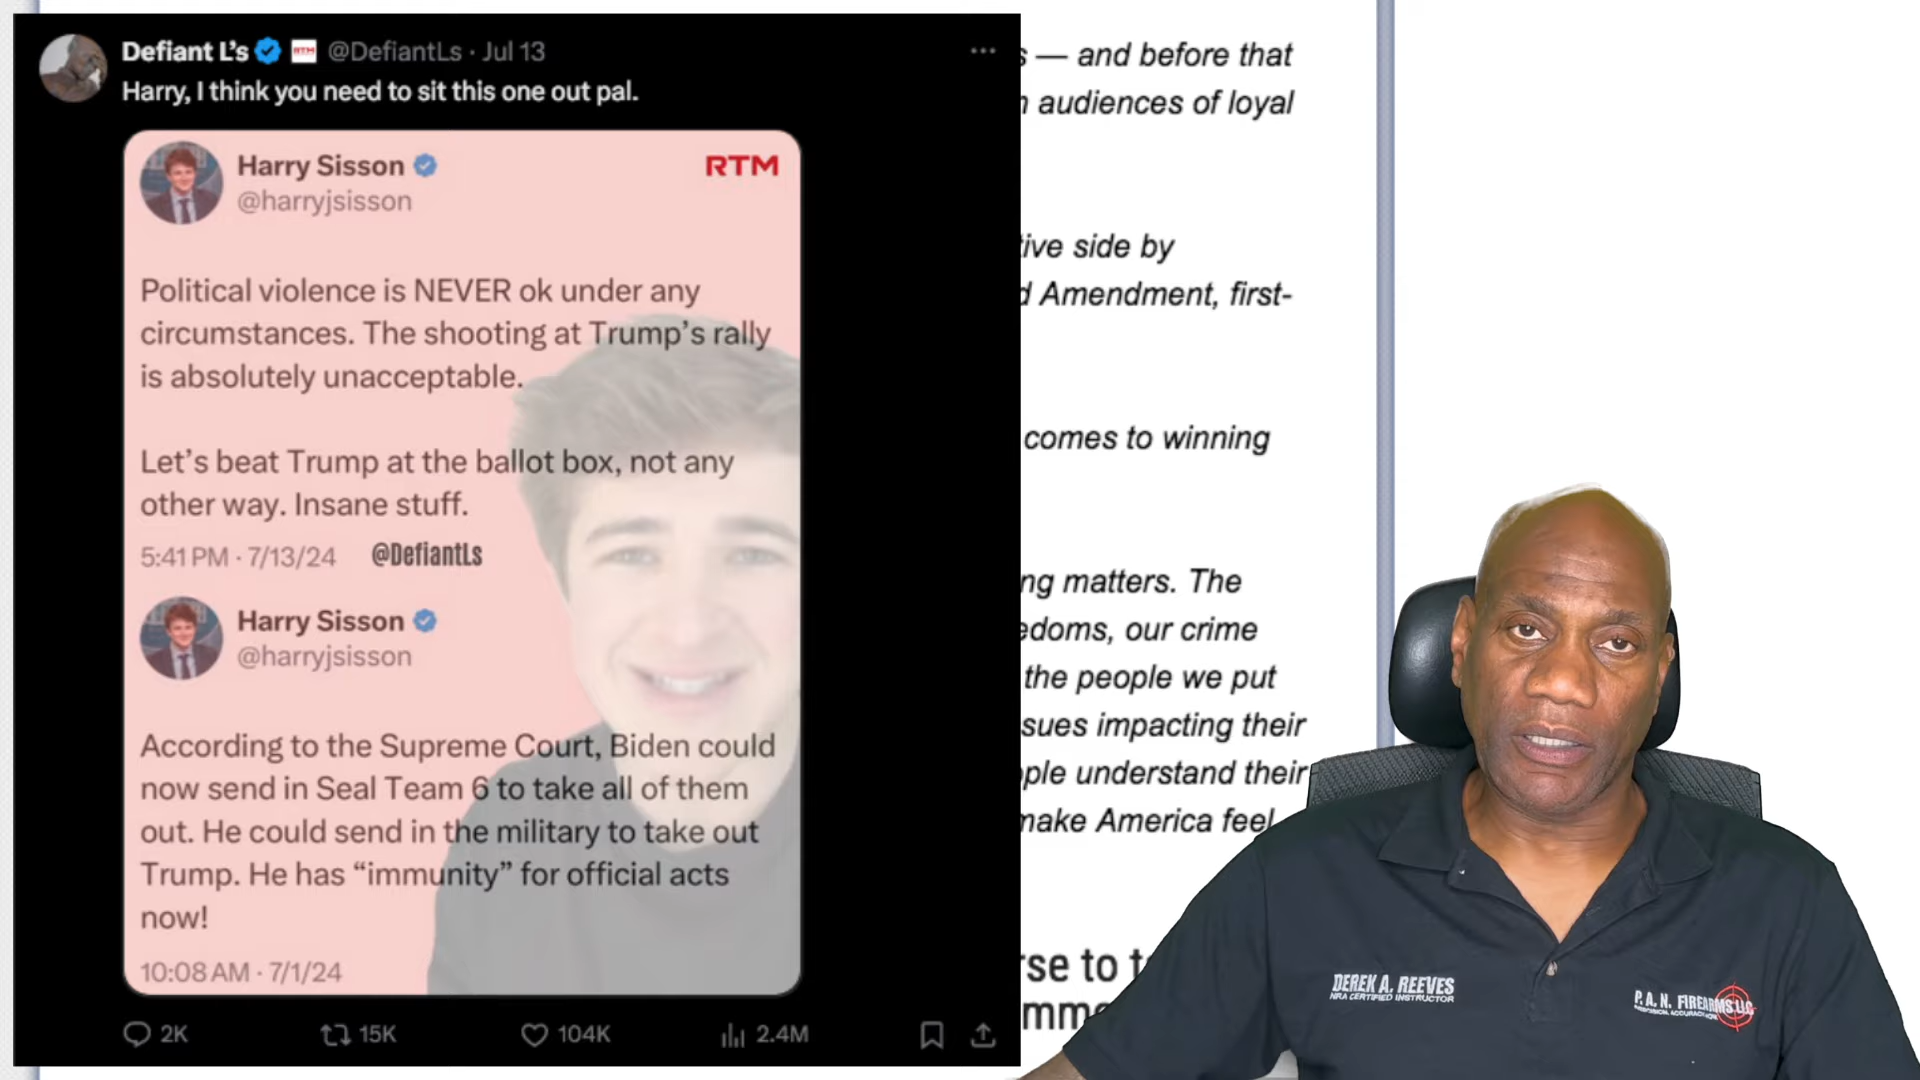 Defiant L's RTM @DefiantLs · Jul 13
Harry, I think you need to sit this one out pal.
Harry Sisson
@harryjsisson
RTM
Political violence is NEVER ok under any
circumstances. The shooting at Trump's rally
is absolutely unacceptable.
Let's beat Trump at the ballot box, not any
other way. Insane stuff.
5:41 PM · 7/13/24 @DefiantLs
Harry Sisson
@harryjsisson
According to the Supreme Court, Biden could
now send in Seal Team 6 to take all of them
out. He could send in the military to take out
Trump. He has “immunity” for official acts
now!
10:08 AM · 7/1/24
2K 15K 104K 2.4M
— and before that
audiences of loyal
side by
Amendment, first-
comes to winning
matters. The
our crime
the people we put
impacting their
understand their
America feel
to
DEREK A. REEVES
NRA CERTIFIED INSTRUCTOR
P.A.N. FIREARMS LLC